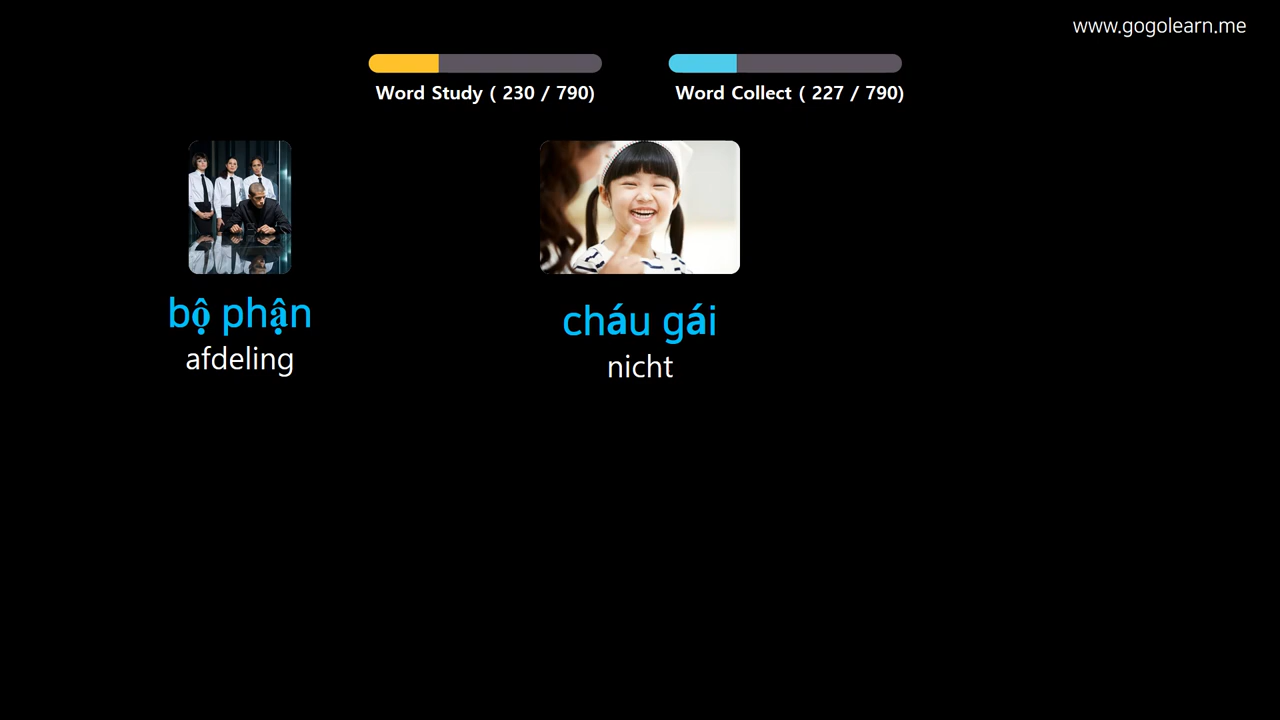 www.gogolearn.me
Word Study ( 230 / 790)
Word Collect ( 227 / 790)
bộ phận
afdeling
cháu gái
nicht